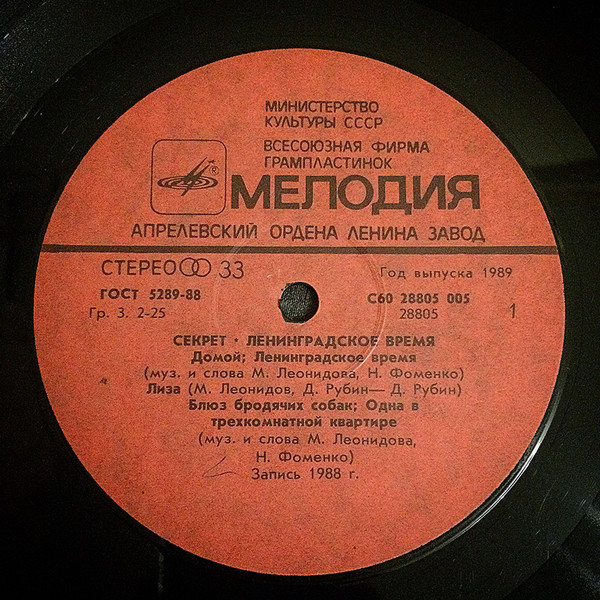 МИНИСТЕРСТВО
КУЛЬТУРЫ СССР
ВСЕСОЮЗНАЯ ФИРМА
ГРАМПЛАСТИНОК
®
МЕЛОДИЯ
АПРЕЛЕВСКИЙ ОРДЕНА ЛЕНИНА ЗАВОД
СТЕРЕО 33
Год выпуска 1989
ГОСТ 5289-88
С60 28805 005
Гр. 3. 2-25
28805
1
СЕКРЕТ · ЛЕНИНГРАДСКОЕ ВРЕМЯ
Домой; Ленинградское время
(муз. и слова М. Леонидова, Н. Фоменко)
Лиза (М. Леонидов, Д. Рубин— Д. Рубин)
Блюз бродячих собак; Одна в
трехкомнатной квартире
(муз. и слова М. Леонидова,
Н. Фоменко)
Запись 1988 г.